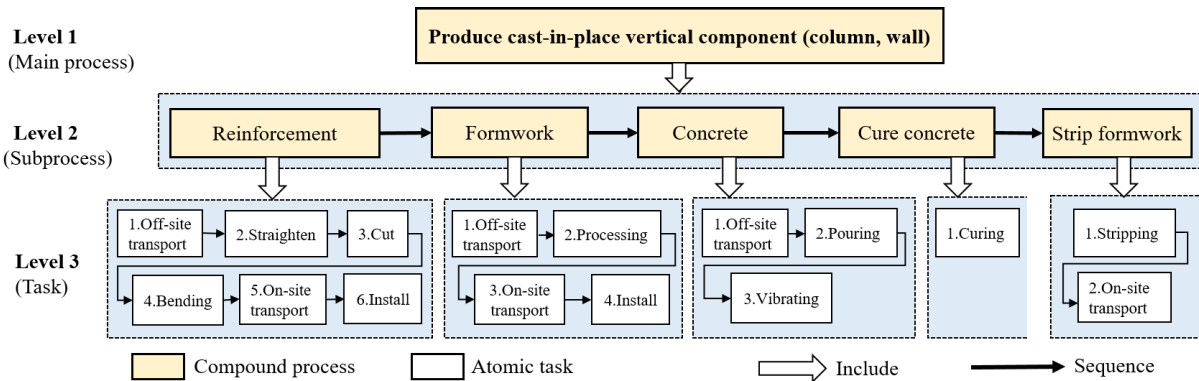 Level 1
(Main process)
Produce cast-in-place vertical component (column, wall)
Level 2
(Subprocess)
Reinforcement
Formwork
Concrete
Cure concrete
Strip formwork
Level 3
(Task)
1.Off-site
transport
2.Straighten
3.Cut
4.Bending
5.On-site
transport
6.Install
1.Off-site
transport
2.Processing
3.On-site
transport
4.Install
1.Off-site
transport
2.Pouring
3.Vibrating
1.Curing
1.Stripping
2.On-site
transport
Compound process
Atomic task
Include
Sequence